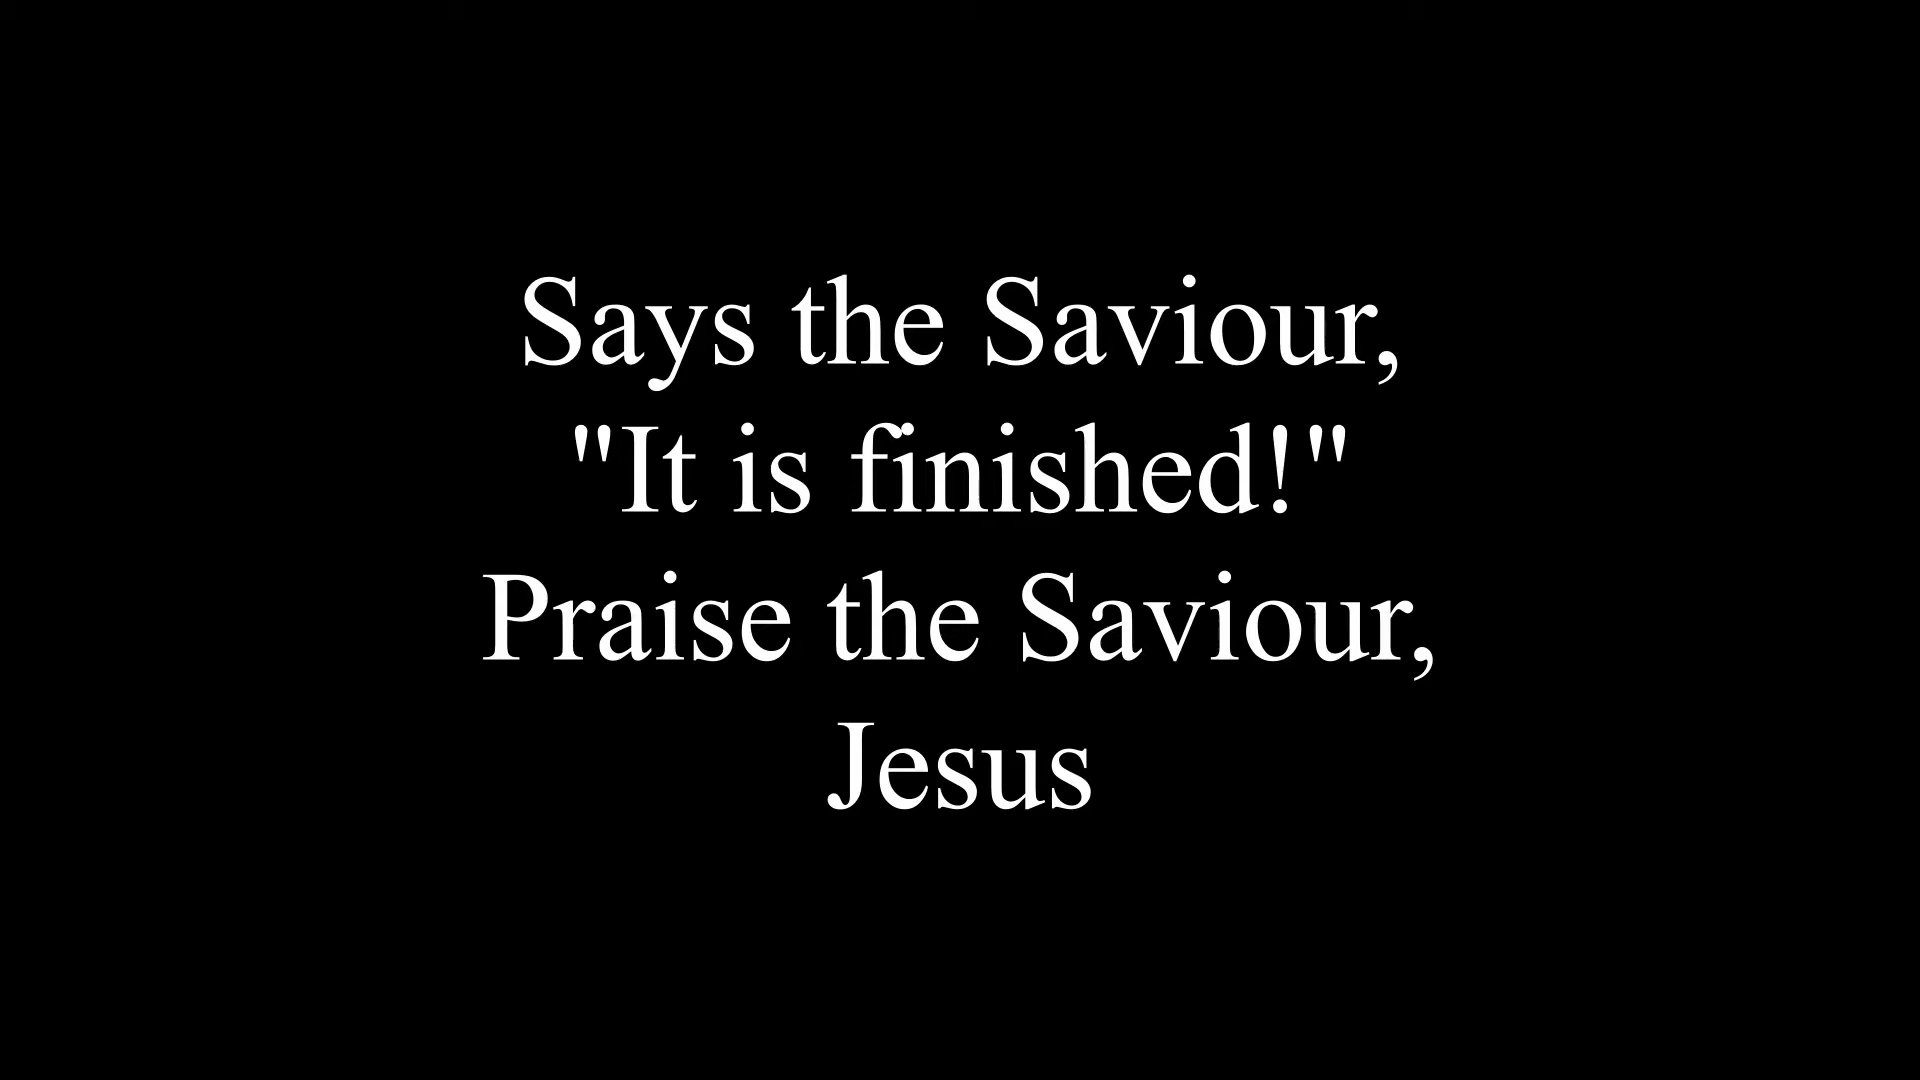 Says the Saviour,
"It is finished!"
Praise the Saviour,
Jesus